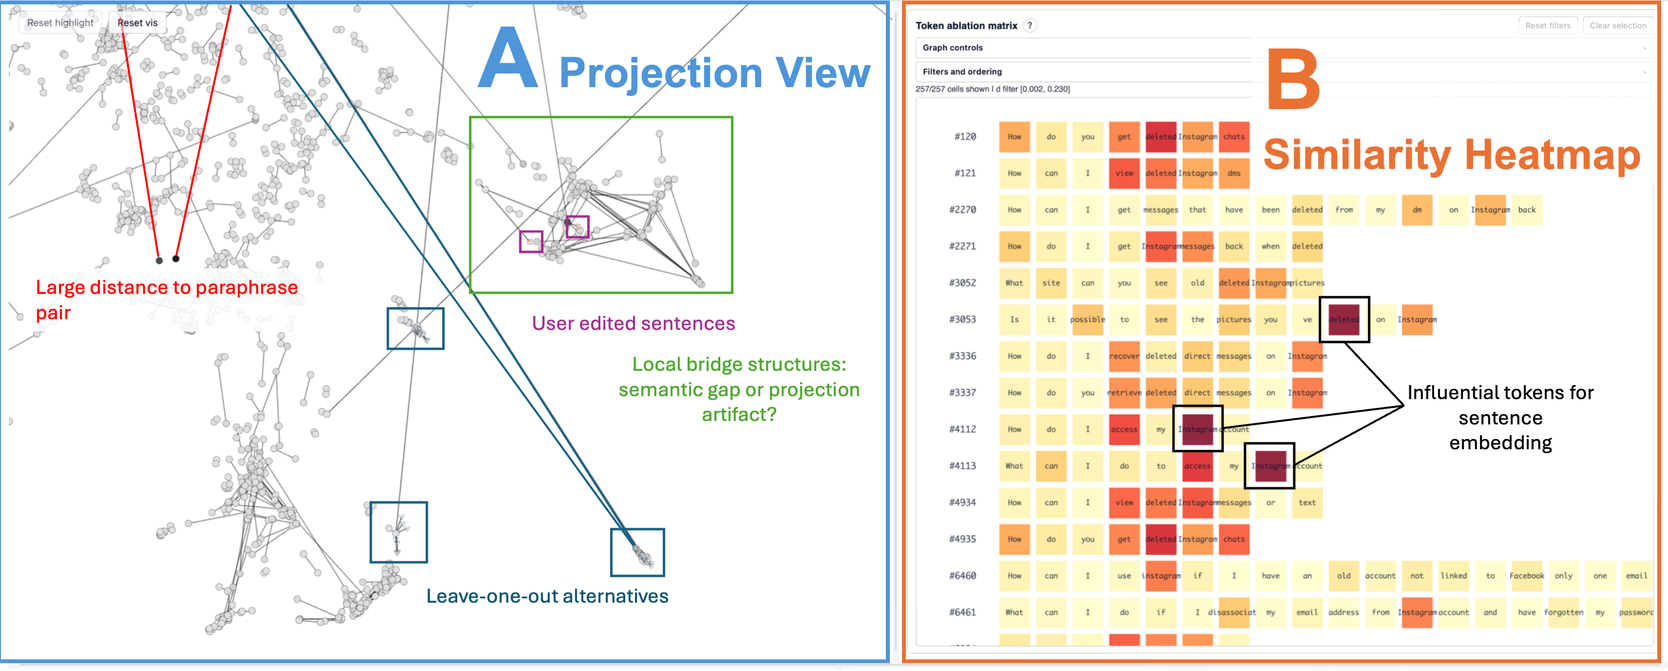 Reset highlight Reset vis
A Projection View
Large distance to paraphrase
pair
User edited sentences
Local bridge structures:
semantic gap or projection
artifact?
Leave-one-out alternatives
Token ablation matrix ? Reset filters Clear selection
Graph controls
Filters and ordering
257/257 cells shown | d filter [0.002, 0.230]
B
Similarity Heatmap
#120 How do you get deleted Instagram chats
#121 How can I view deleted Instagram dms
#2270 How can I get messages that have been deleted from my dm on Instagram back
#2271 How do I get Instagram messages back when deleted
#3052 What site can you see old deleted Instagram pictures
#3053 Is it possible to see the pictures you ve deleted on Instagram
#3336 How do I recover deleted direct messages on Instagram
#3337 How do you retrieve deleted direct messages on Instagram
#4112 How do I access my Instagram account
#4113 What can I do to access my Instagram account
#4934 How can I view deleted Instagram messages or text
#4935 How do you get deleted Instagram chats
#6460 How can I use instagram if I have an old account not linked to Facebook only one email
#6461 What can I do if I disassociat my email address from Instagram account and have forgotten my password
Influential tokens for
sentence
embedding